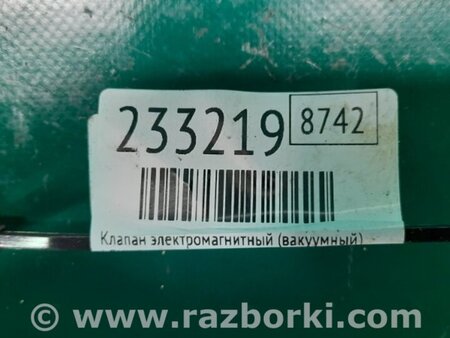 233219
8742
Клапан электромагнитный (вакуумный)
© www.razborki.com